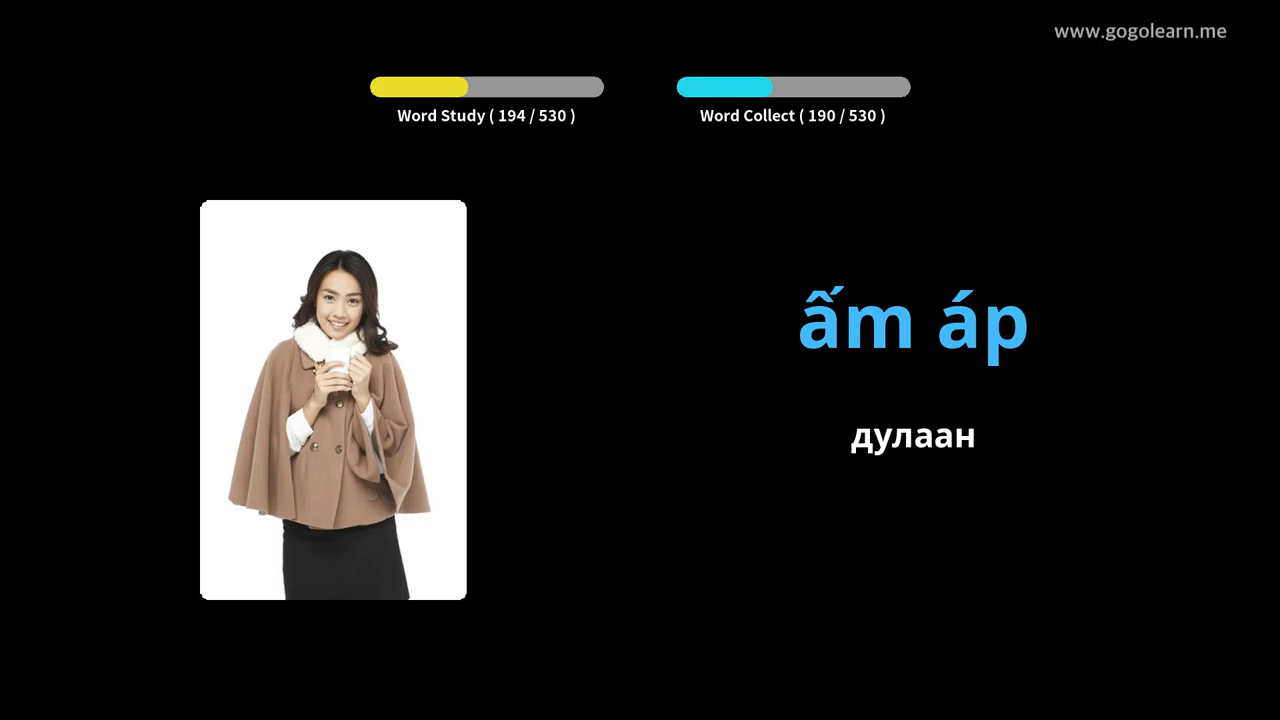 www.gogolearn.me
Word Study ( 194 / 530 )
Word Collect ( 190 / 530 )
ấm áp
дулаан